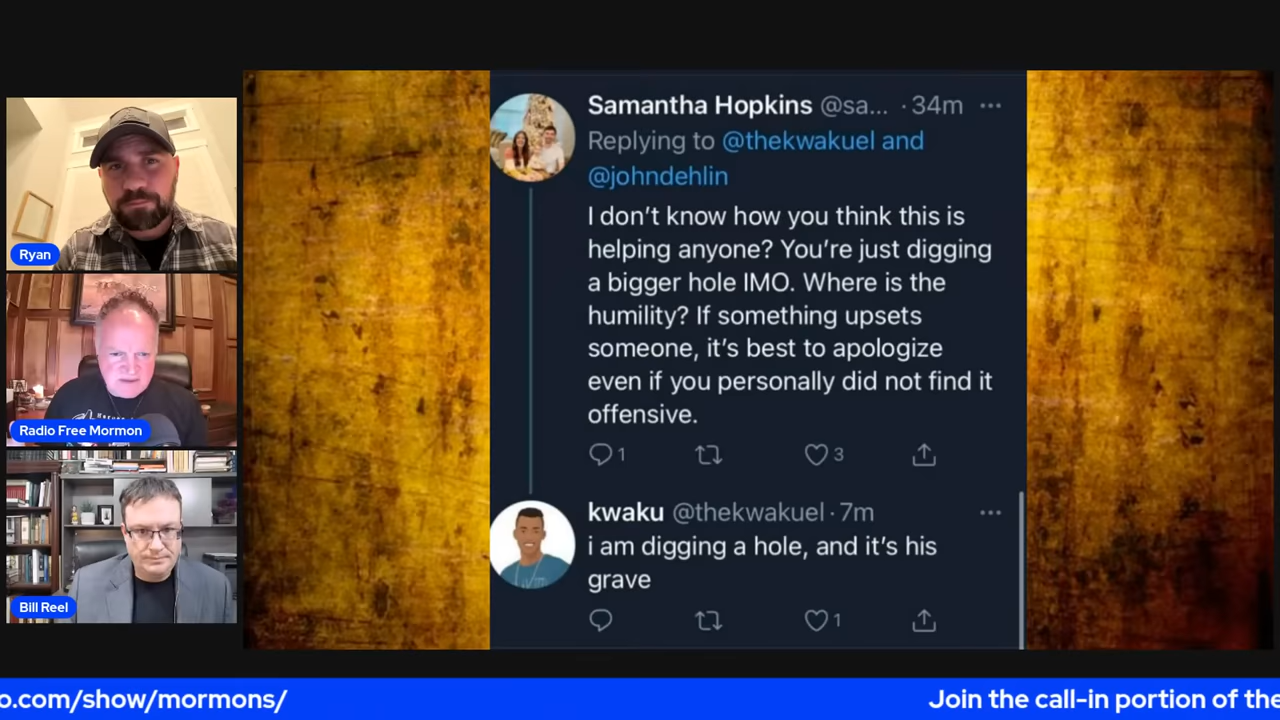 Ryan
Radio Free Mormon
Bill Reel
Samantha Hopkins @sa... · 34m ...
Replying to @thekwakuel and
@johndehlin
I don't know how you think this is
helping anyone? You're just digging
a bigger hole IMO. Where is the
humility? If something upsets
someone, it's best to apologize
even if you personally did not find it
offensive.
1
3
kwaku @thekwakuel · 7m ...
i am digging a hole, and it's his
grave
1
o.com/show/mormons/
Join the call-in portion of the